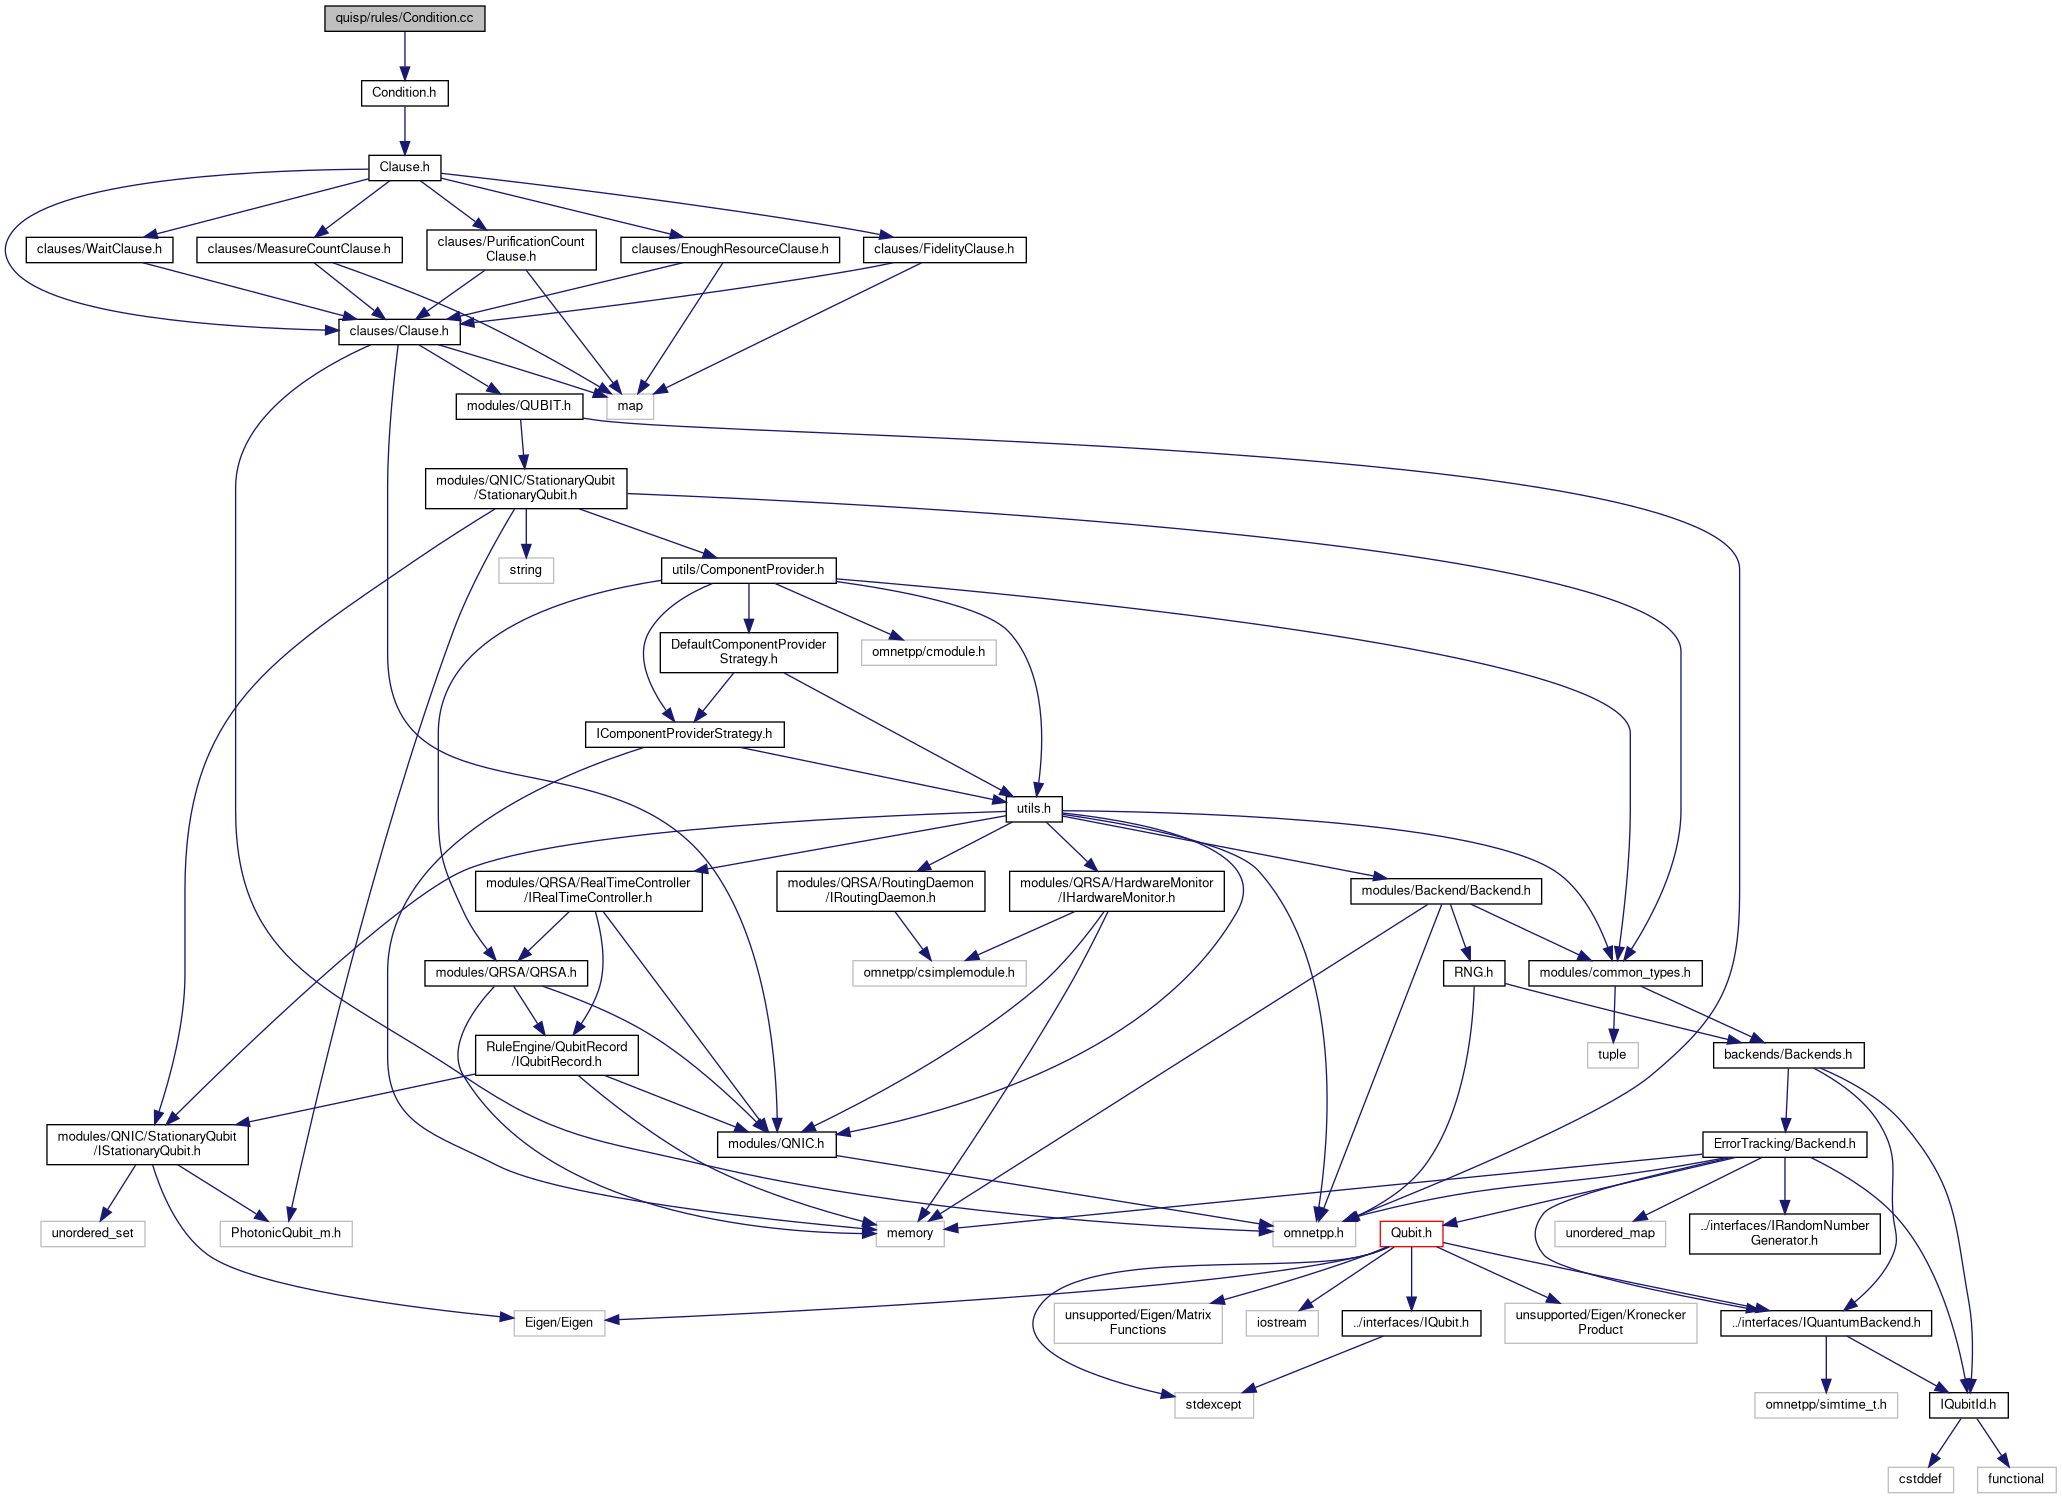 quisp/rules/Condition.cc
Condition.h
Clause.h
clauses/WaitClause.h
clauses/MeasureCountClause.h
clauses/PurificationCount
Clause.h
clauses/EnoughResourceClause.h
clauses/FidelityClause.h
clauses/Clause.h
modules/QUBIT.h
map
modules/QNIC/StationaryQubit
/StationaryQubit.h
string
utils/ComponentProvider.h
DefaultComponentProvider
Strategy.h
omnetpp/cmodule.h
IComponentProviderStrategy.h
utils.h
modules/QRSA/RealTimeController
/IRealTimeController.h
modules/QRSA/RoutingDaemon
/IRoutingDaemon.h
modules/QRSA/HardwareMonitor
/IHardwareMonitor.h
modules/Backend/Backend.h
modules/QRSA/QRSA.h
omnetpp/csimplemodule.h
RNG.h
modules/common_types.h
RuleEngine/QubitRecord
/IQubitRecord.h
tuple
backends/Backends.h
modules/QNIC/StationaryQubit
/IStationaryQubit.h
modules/QNIC.h
ErrorTracking/Backend.h
unordered_set
PhotonicQubit_m.h
memory
omnetpp.h
Qubit.h
unordered_map
../interfaces/IRandomNumber
Generator.h
Eigen/Eigen
unsupported/Eigen/Matrix
Functions
iostream
../interfaces/IQubit.h
unsupported/Eigen/Kronecker
Product
../interfaces/IQuantumBackend.h
stdexcept
omnetpp/simtime_t.h
IQubitId.h
cstddef
functional